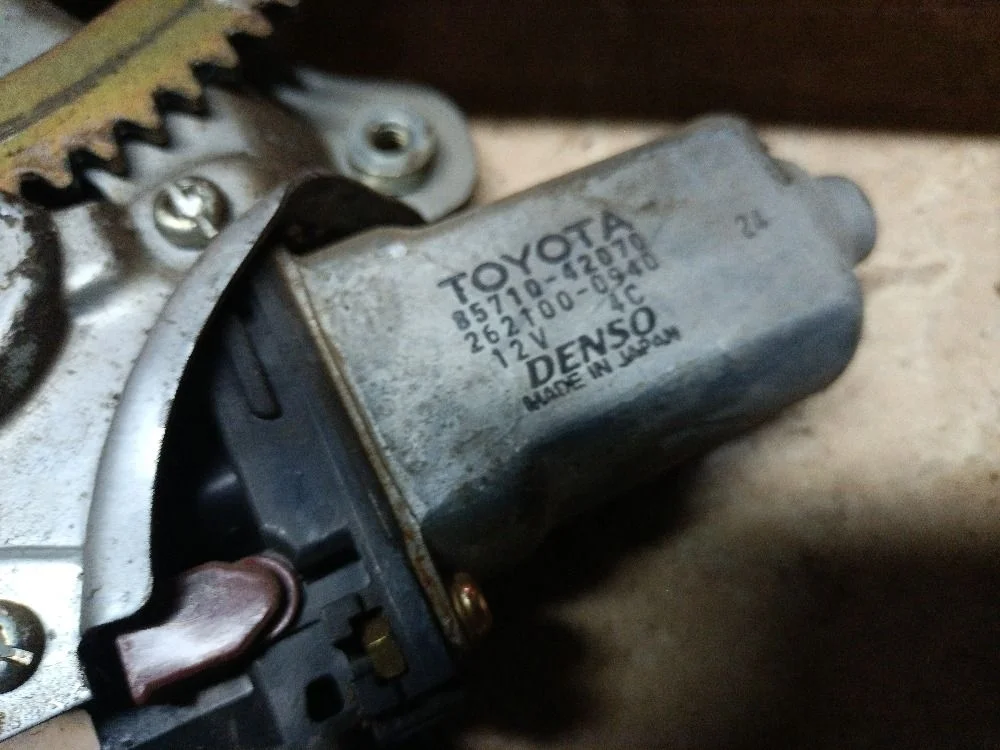 TOYOTA
85710-42070
262100-0940
12V 4C
DENSO
MADE IN JAPAN
24